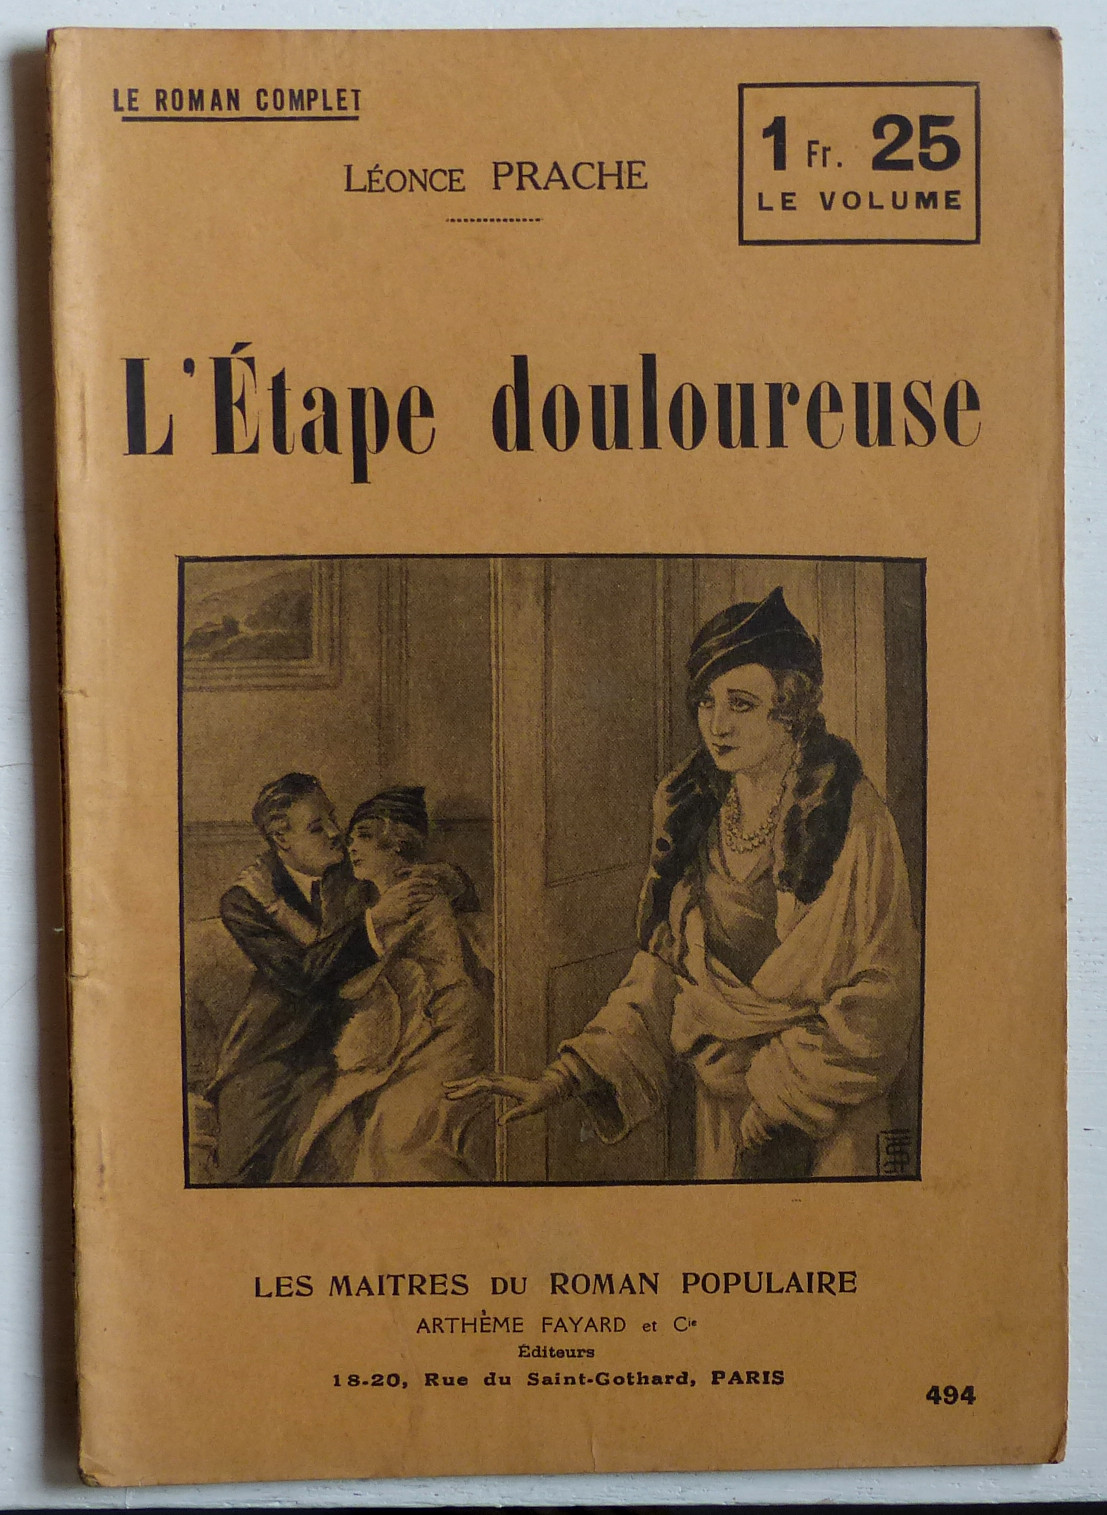 LE ROMAN COMPLET
LÉONCE PRACHE
1 Fr. 25
LE VOLUME
L'Étape douloureuse
LES MAITRES DU ROMAN POPULAIRE
ARTHÈME FAYARD et Cie
Éditeurs
18-20, Rue du Saint-Gothard, PARIS
494